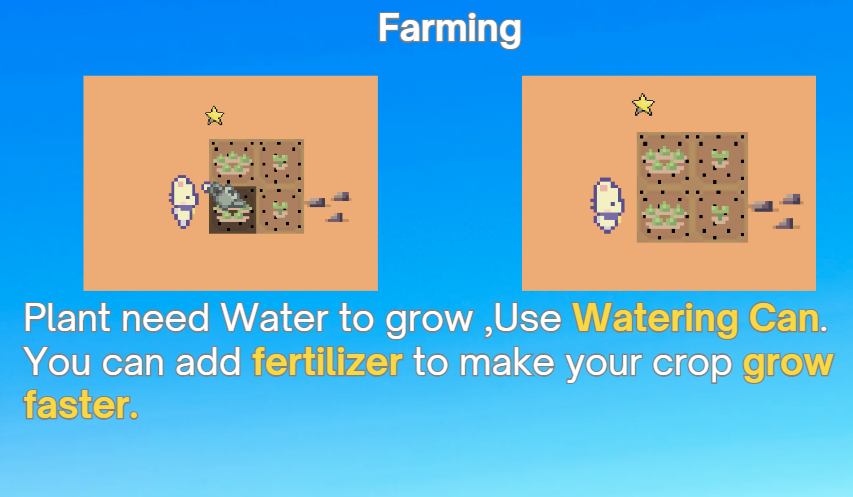 Farming
Plant need Water to grow ,Use Watering Can.
You can add fertilizer to make your crop grow
faster.